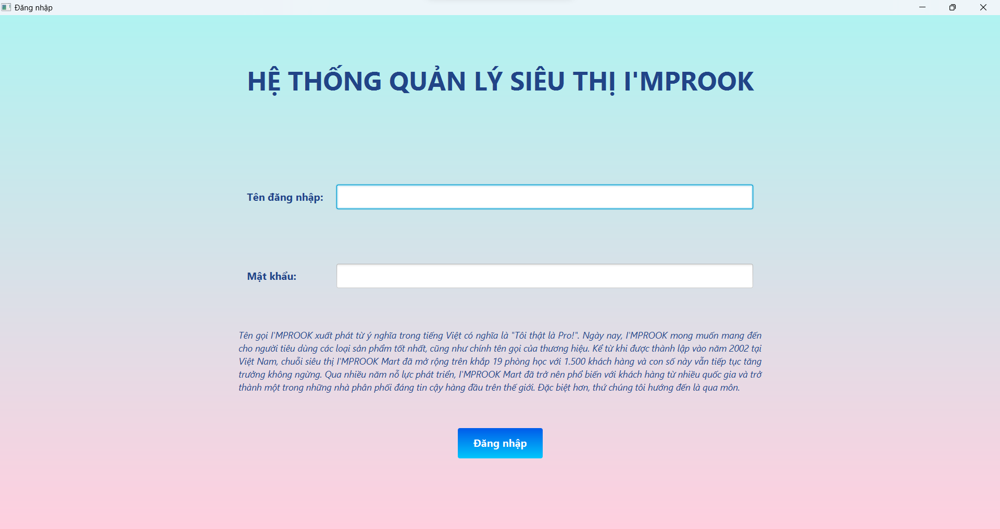 Đăng nhập
HỆ THỐNG QUẢN LÝ SIÊU THỊ I'MPROOK
Tên đăng nhập:
Mật khẩu:
Tên gọi I'MPROOK xuất phát từ ý nghĩa trong tiếng Việt có nghĩa là "Tôi thật là Pro!". Ngày nay, I'MPROOK mong muốn mang đến
cho người tiêu dùng các loại sản phẩm tốt nhất, cũng như chính tên gọi của thương hiệu. Kể từ khi được thành lập vào năm 2002 tại
Việt Nam, chuỗi siêu thị I'MPROOK Mart đã mở rộng trên khắp 19 phòng học với 1.500 khách hàng và con số này vẫn tiếp tục tăng
trưởng không ngừng. Qua nhiều năm nỗ lực phát triển, I'MPROOK Mart đã trở nên phổ biến với khách hàng từ nhiều quốc gia và trở
thành một trong những nhà phân phối đáng tin cậy hàng đầu trên thế giới. Đặc biệt hơn, thứ chúng tôi hướng đến là qua môn.
Đăng nhập